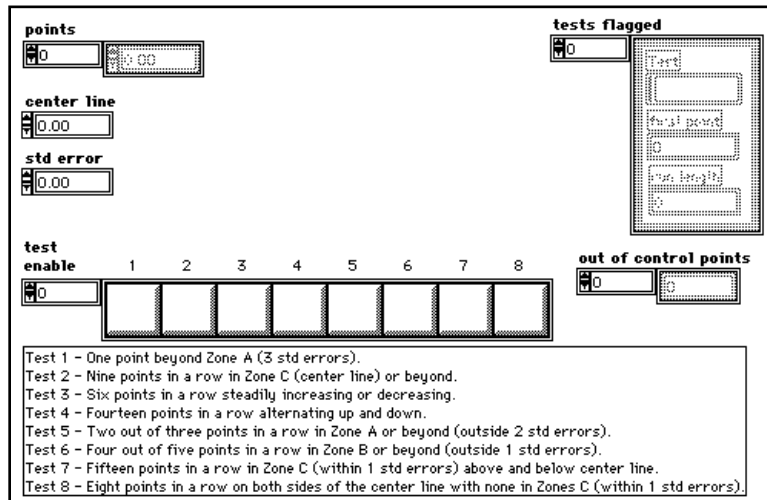 points
0
0.00
tests flagged
0
Test
final point
0
run length
0
center line
0.00
std error
0.00
test
enable
1 2 3 4 5 6 7 8
0
out of control points
0
0
Test 1 - One point beyond Zone A (3 std errors).
Test 2 - Nine points in a row in Zone C (center line) or beyond.
Test 3 - Six points in a row steadily increasing or decreasing.
Test 4 - Fourteen points in a row alternating up and down.
Test 5 - Two out of three points in a row in Zone A or beyond (outside 2 std errors).
Test 6 - Four out of five points in a row in Zone B or beyond (outside 1 std errors).
Test 7 - Fifteen points in a row in Zone C (within 1 std errors) above and below center line.
Test 8 - Eight points in a row on both sides of the center line with none in Zones C (within 1 std errors).